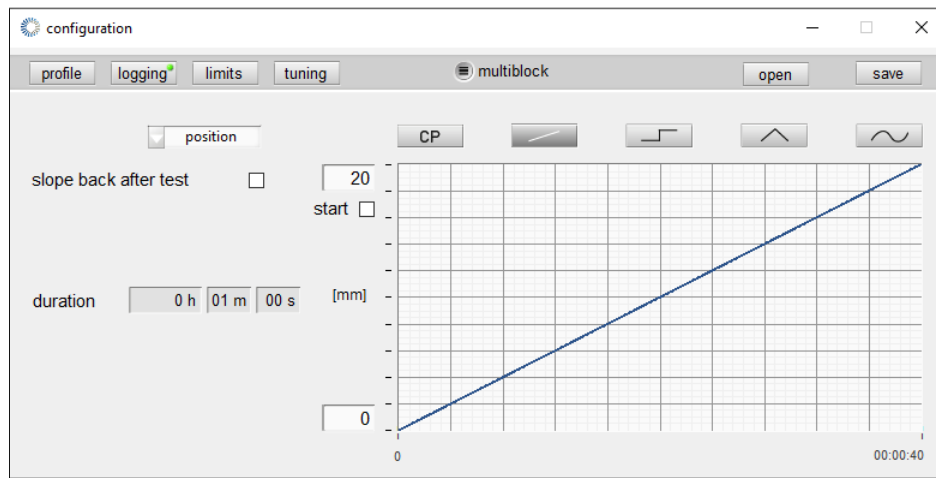 configuration
profile logging limits tuning multiblock open save
position CP
slope back after test 20
start
duration 0 h 01 m 00 s [mm]
0
0 00:00:40